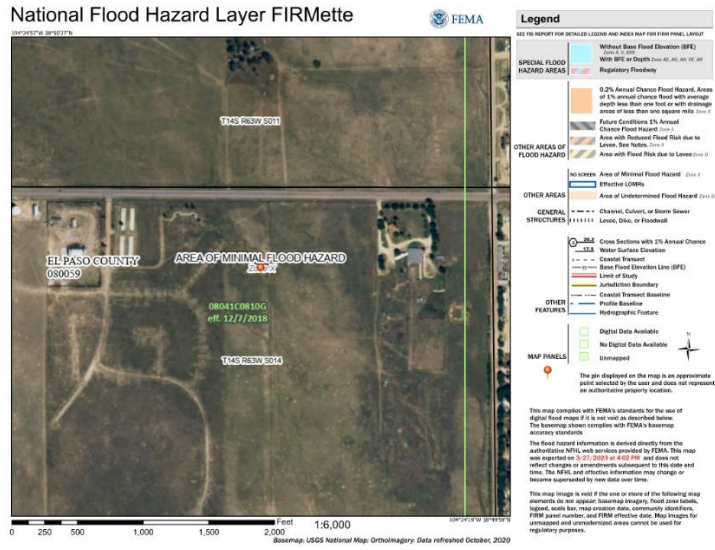 National Flood Hazard Layer FIRMette
FEMA
104°24'57"W 38°50'27"N
T14S R63W S011
EL PASO COUNTY
080059
AREA OF MINIMAL FLOOD HAZARD
08041C0810G
eff. 12/7/2018
T14S R63W S014
104°24'19"W 38°49'58"N
0 250 500 1,000 1,500 2,000 Feet 1:6,000
Basemap: USGS National Map: Orthoimagery: Data refreshed October, 2020
Legend
SEE FIS REPORT FOR DETAILED LEGEND AND INDEX MAP FOR FIRM PANEL LAYOUT
SPECIAL FLOOD
HAZARD AREAS
Without Base Flood Elevation (BFE)
With BFE or Depth Zone AE, AO, AH, VE, AR
Regulatory Floodway
0.2% Annual Chance Flood Hazard, Areas
of 1% annual chance flood with average
depth less than one foot or with drainage
areas of less than one square mile Zone X
Future Conditions 1% Annual
Chance Flood Hazard Zone X
Area with Reduced Flood Risk due to
Levee. See Notes. Zone X
Area with Flood Risk due to Levee Zone D
OTHER AREAS OF
FLOOD HAZARD
NO SCREEN Area of Minimal Flood Hazard Zone X
Effective LOMRs
Area of Undetermined Flood Hazard Zone D
OTHER AREAS
GENERAL
STRUCTURES
Channel, Culvert, or Storm Sewer
Levee, Dike, or Floodwall
20.2 Cross Sections with 1% Annual Chance
17.5 Water Surface Elevation
Coastal Transect
Base Flood Elevation Line (BFE)
Limit of Study
Jurisdiction Boundary
Coastal Transect Baseline
Profile Baseline
Hydrographic Feature
OTHER
FEATURES
Digital Data Available
No Digital Data Available
Unmapped
MAP PANELS
N
The pin displayed on the map is an approximate
point selected by the user and does not represent
an authoritative property location.
This map complies with FEMA's standards for the use of
digital flood maps if it is not void as described below.
The basemap shown complies with FEMA's basemap
accuracy standards
The flood hazard information is derived directly from the
authoritative NFHL web services provided by FEMA. This map
was exported on 3/27/2023 at 4:02 PM and does not
reflect changes or amendments subsequent to this date and
time. The NFHL and effective information may change or
become superseded by new data over time.
This map image is void if the one or more of the following map
elements do not appear: basemap imagery, flood zone labels,
legend, scale bar, map creation date, community identifiers,
FIRM panel number, and FIRM effective date. Map images for
unmapped and unmodernized areas cannot be used for
regulatory purposes.